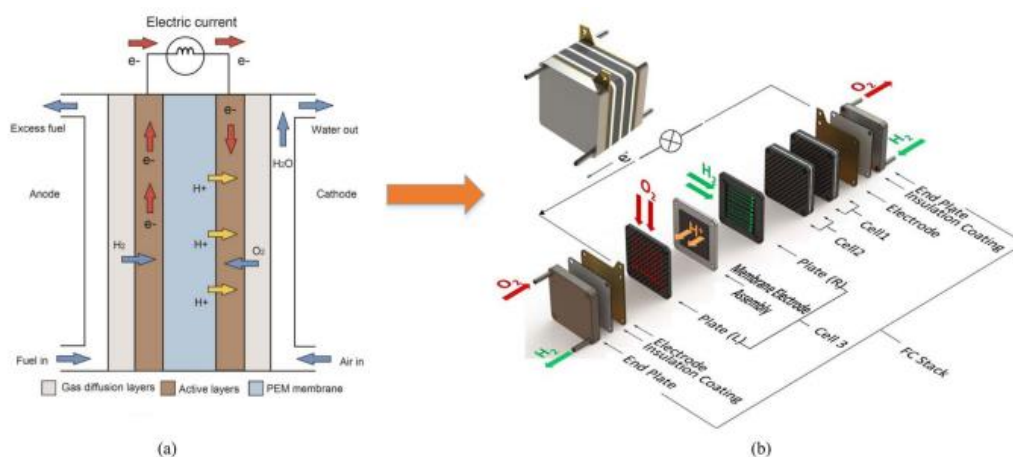 (a)
Electric current
e-
e-
Excess fuel
Water out
e-
H2O
Anode
Cathode
H+
e-
H+
e-
H₂
O₂
H+
Fuel in
Air in
Gas diffusion layers
Active layers
PEM membrane
(a)
O₂
H₂
e-
H₂
O₂
H+
End Plate
Insulation Coating
Electrode
Cell1
Cell2
Plate (R)
Membrane Electrode
Assembly
Plate (L)
Cell 3
FC Stack
O₂
H₂
Electrode
Insulation Coating
End Plate
(b)